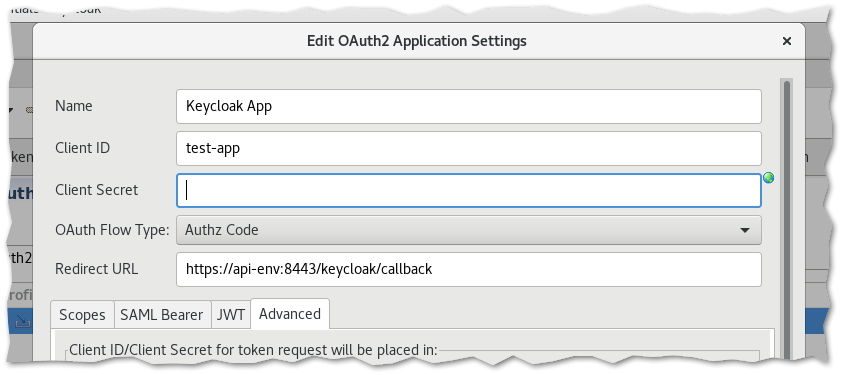 Edit OAuth2 Application Settings
Name
Keycloak App
Client ID
test-app
Client Secret
OAuth Flow Type:
Authz Code
Redirect URL
https://api-env:8443/keycloak/callback
Scopes
SAML Bearer
JWT
Advanced
Client ID/Client Secret for token request will be placed in: